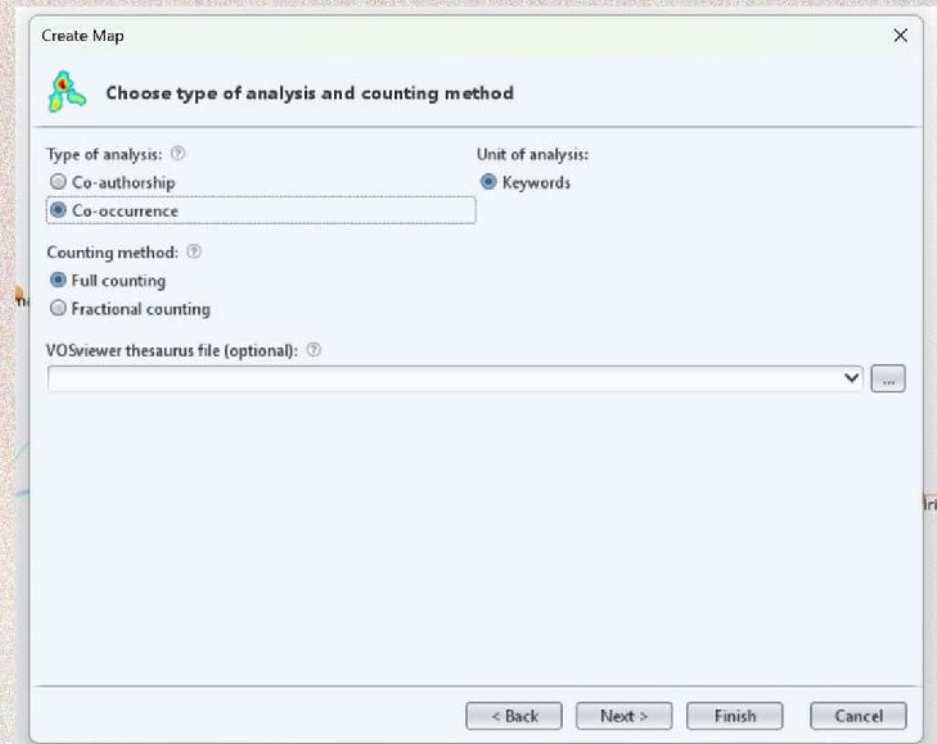 Create Map
Choose type of analysis and counting method
Type of analysis:
Unit of analysis:
Co-authorship
Keywords
Co-occurrence
Counting method:
Full counting
Fractional counting
VOSviewer thesaurus file (optional):
...
< Back
Next >
Finish
Cancel